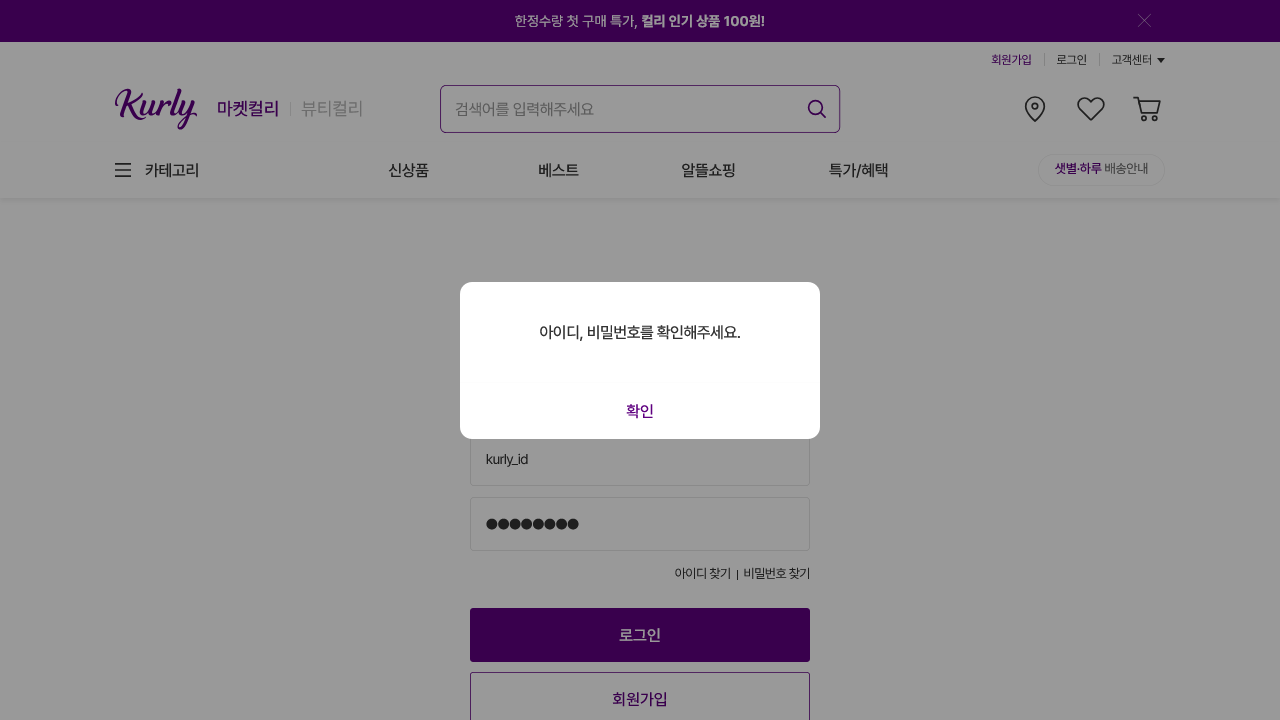 한정수량 첫 구매 특가, 컬리 인기 상품 100원!
회원가입 로그인 고객센터
Kurly 마켓컬리 뷰티컬리 검색어를 입력해주세요
카테고리 신상품 베스트 알뜰쇼핑 특가/혜택 샛별·하루 배송안내
아이디, 비밀번호를 확인해주세요.
확인
kurly_id
아이디 찾기 | 비밀번호 찾기
로그인
회원가입